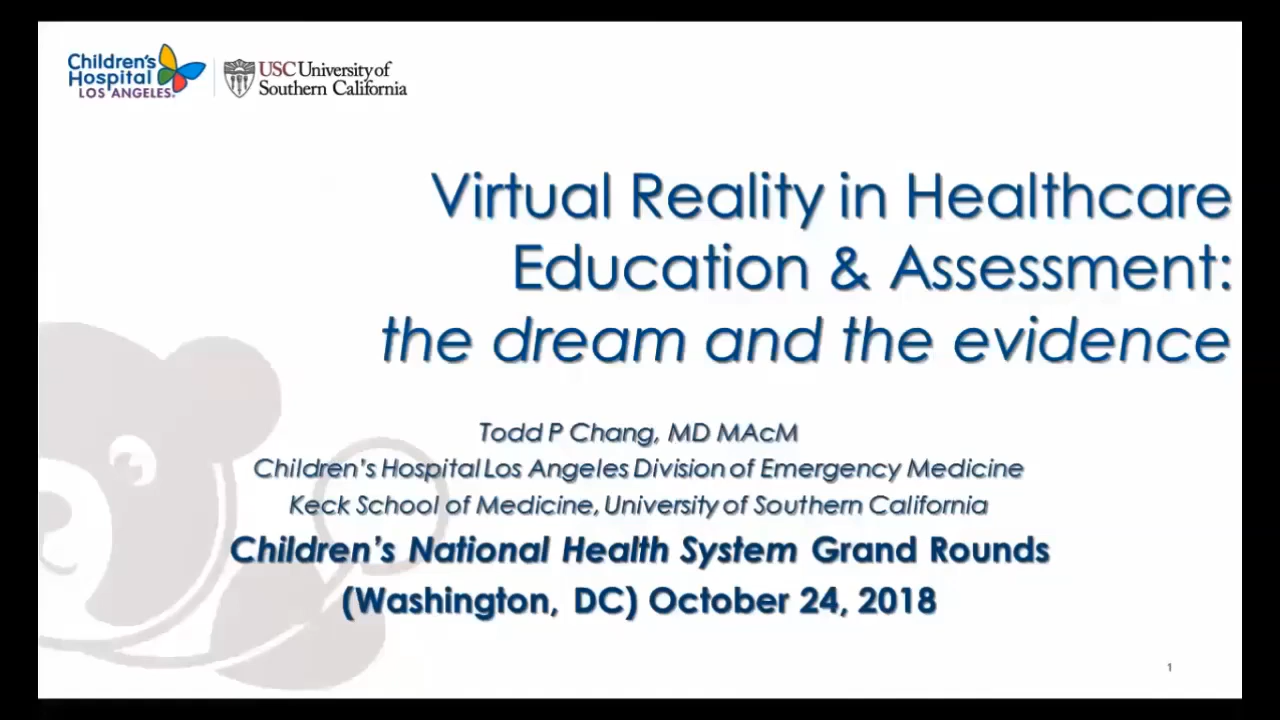 Children's
Hospital
LOS ANGELES®
USC University of
Southern California
Virtual Reality in Healthcare
Education & Assessment:
the dream and the evidence
Todd P Chang, MD MAcM
Children's Hospital Los Angeles Division of Emergency Medicine
Keck School of Medicine, University of Southern California
Children's National Health System Grand Rounds
(Washington, DC) October 24, 2018
1